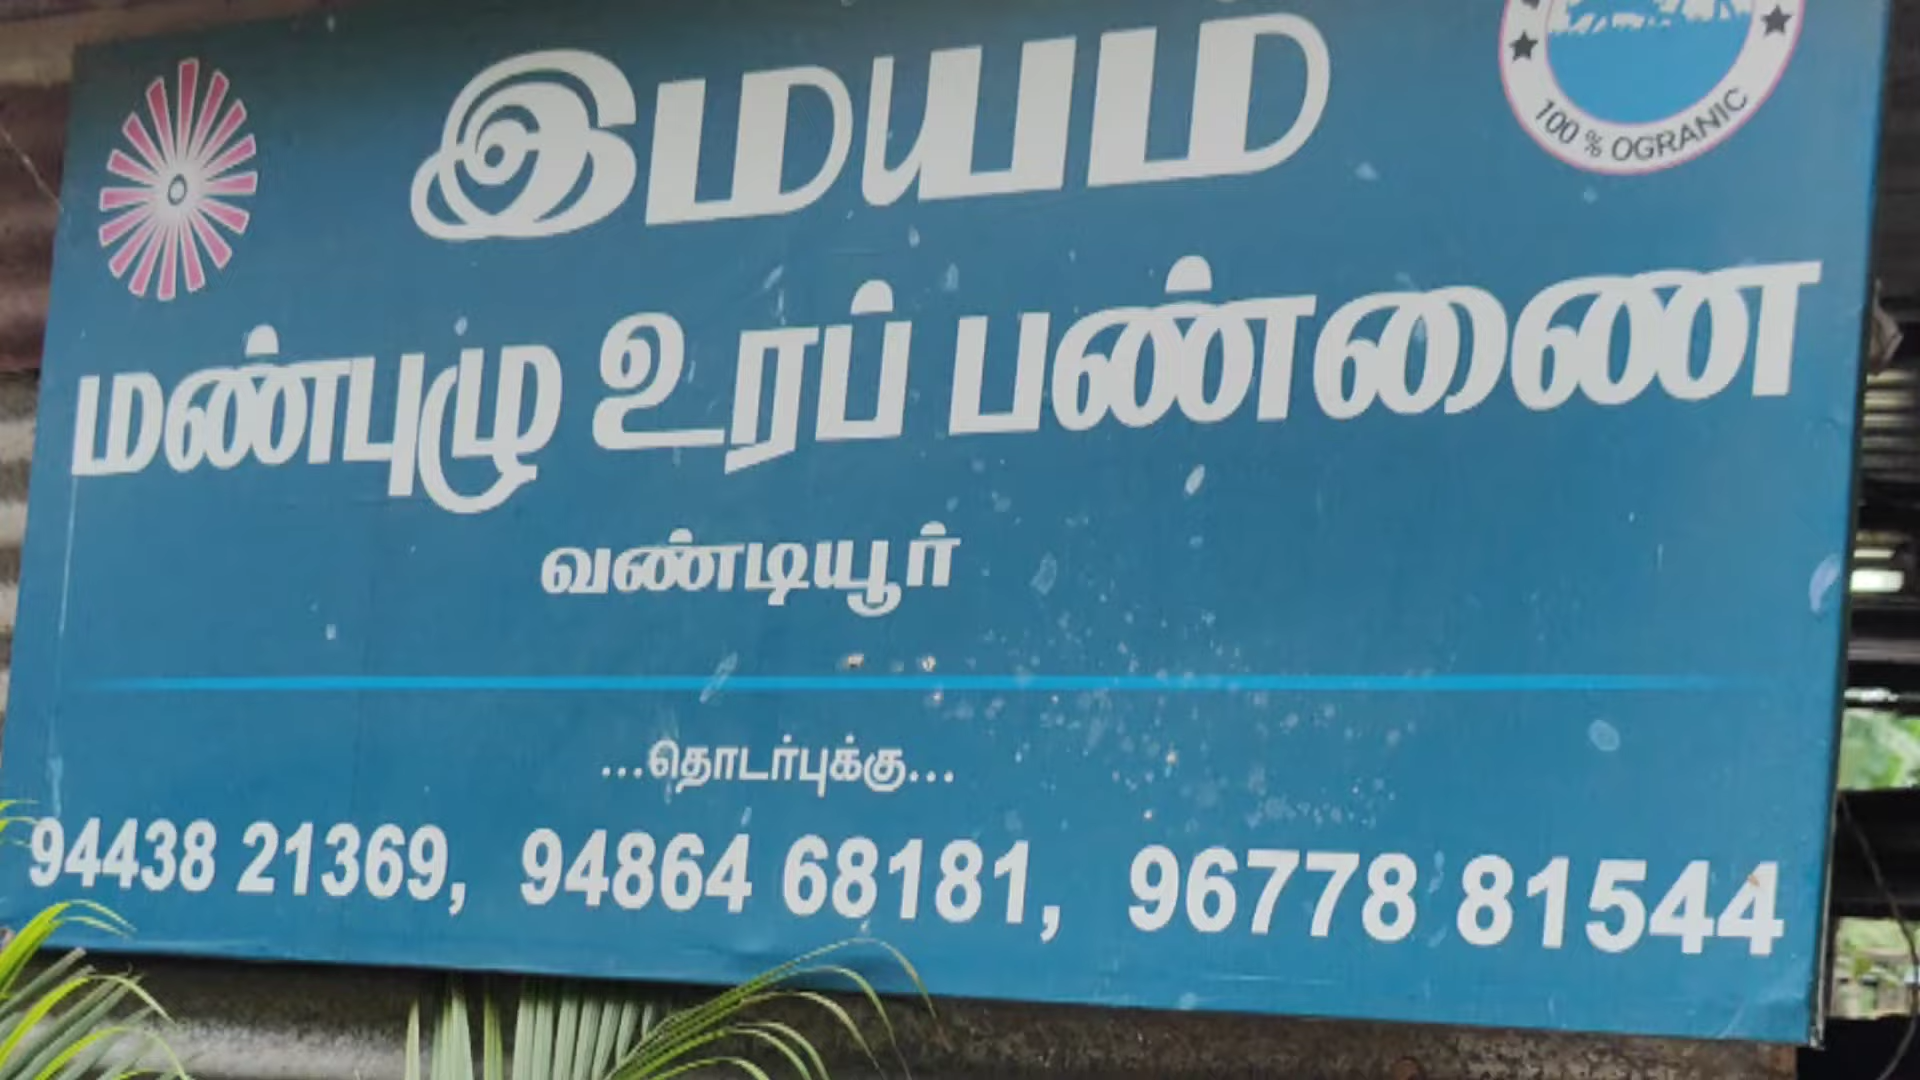 இமயம்
100 % OGRANIC
மண்புழு உரப் பண்ணை
வண்டியூர்
...தொடர்புக்கு...
94438 21369, 94864 68181, 96778 81544